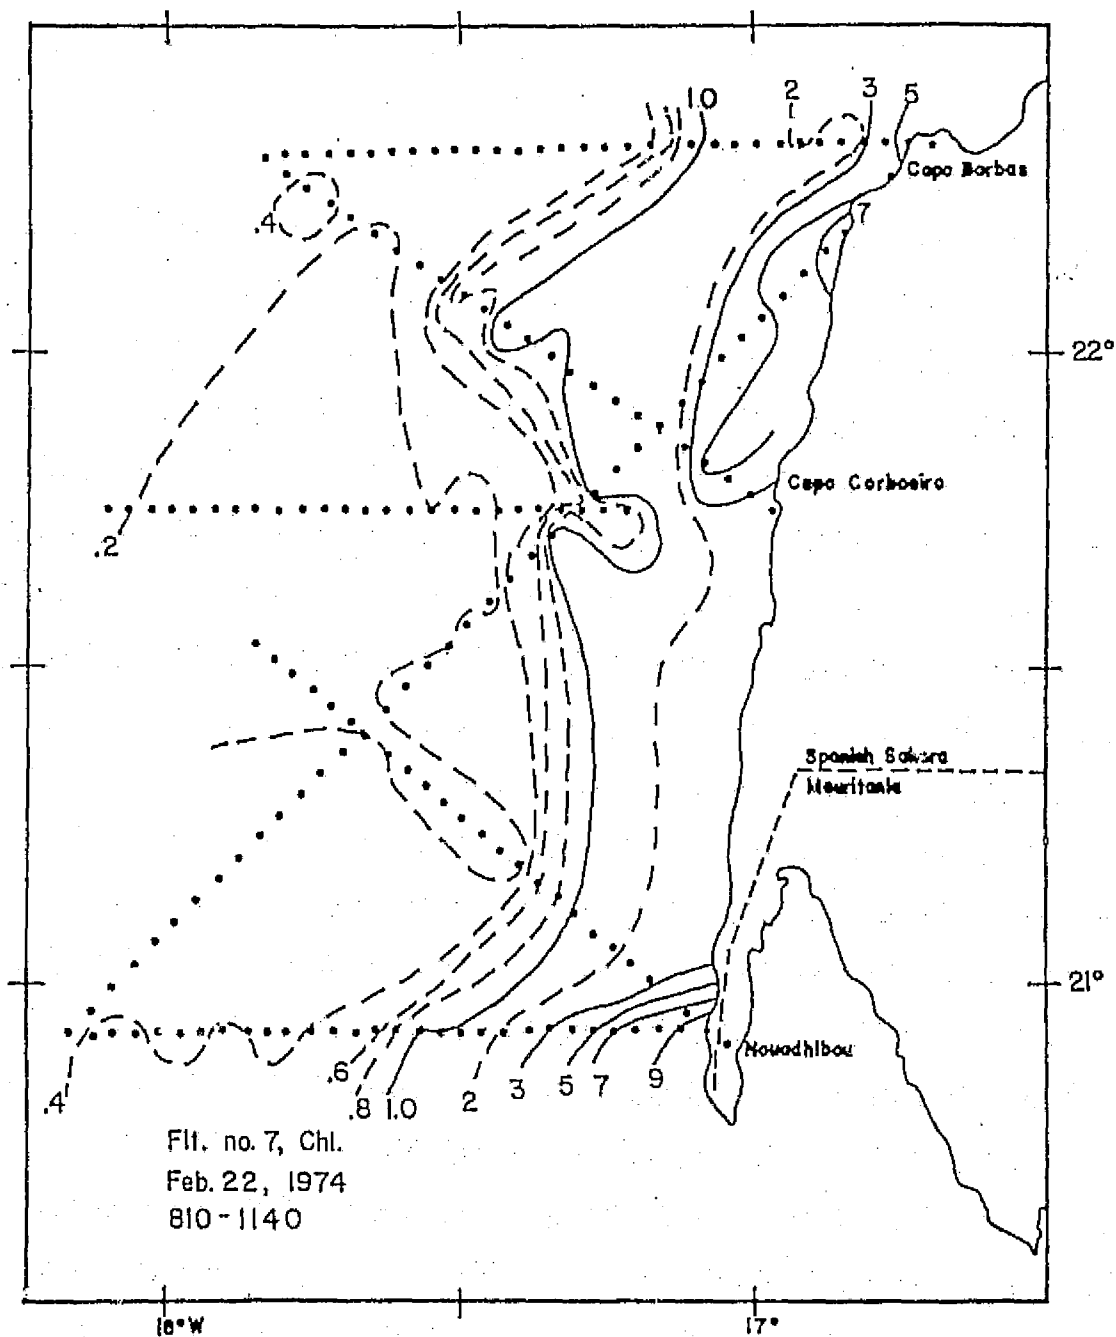 1.0 2 3 5
Capo Borbas
.4
7
22°
Capo Corboeiro
.2
Spanish Sahara
Mauritania
21°
Nouadhibou
.4 .6 .8 1.0 2 3 5 7 9
Flt. no. 7, Chl.
Feb. 22, 1974
810-1140
18°W 17°